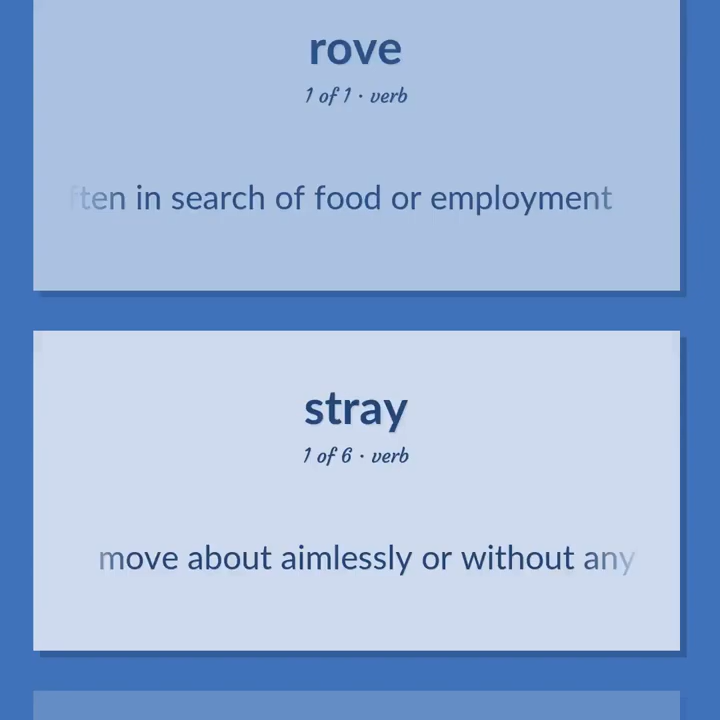 rove
1 of 1 · verb
ften in search of food or employment
stray
1 of 6 · verb
move about aimlessly or without any